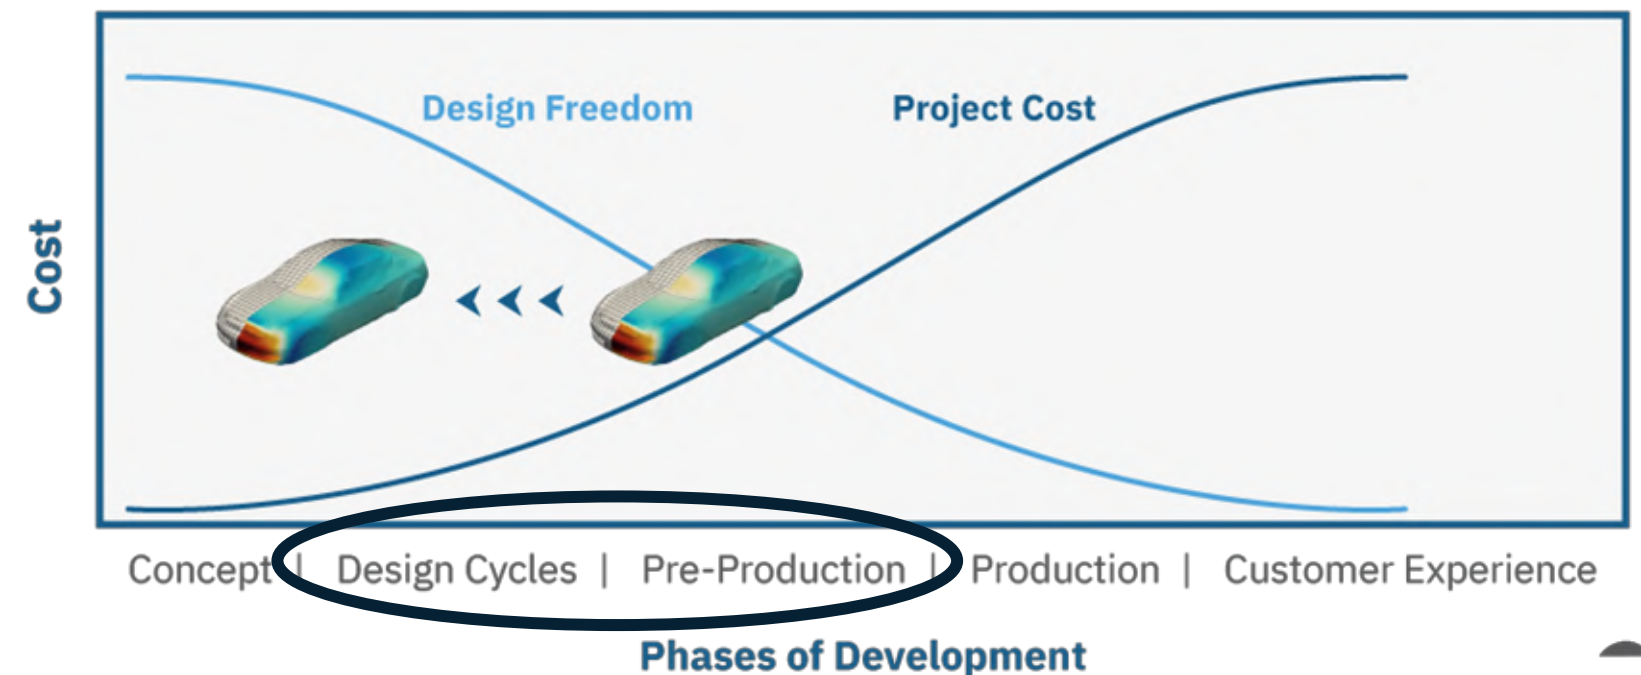 Design Freedom
Project Cost
Cost
Concept | Design Cycles | Pre-Production | Production | Customer Experience
Phases of Development